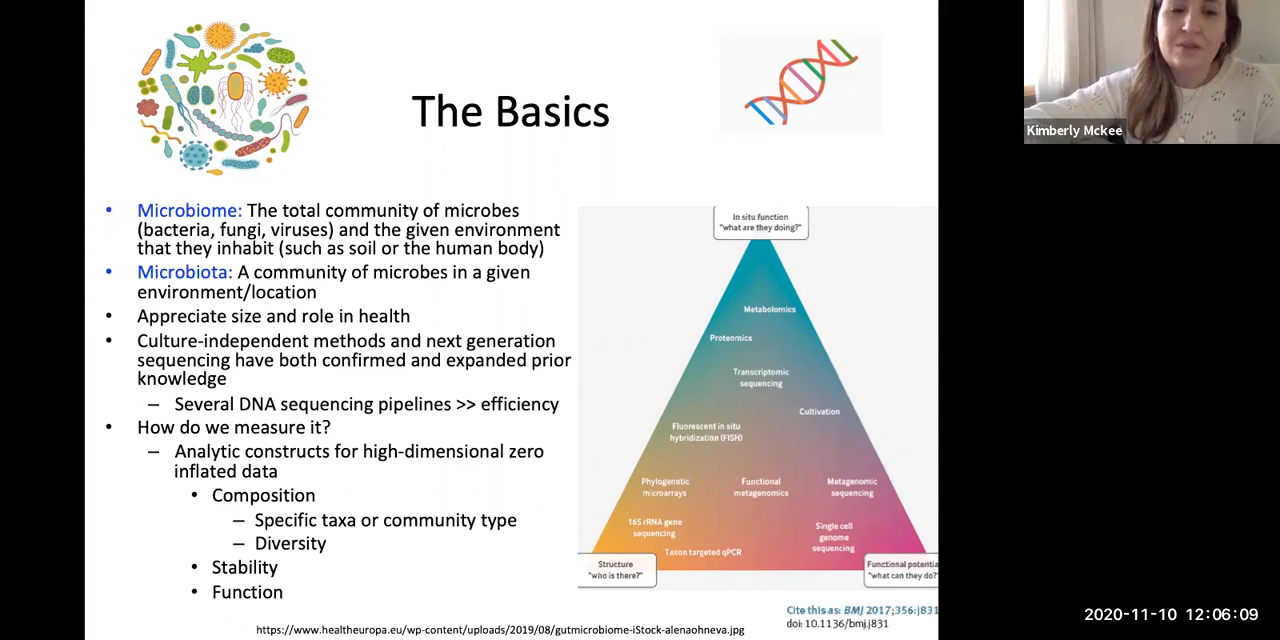 The Basics
Kimberly Mckee
• Microbiome: The total community of microbes
(bacteria, fungi, viruses) and the given environment
that they inhabit (such as soil or the human body)
• Microbiota: A community of microbes in a given
environment/location
• Appreciate size and role in health
• Culture-independent methods and next generation
sequencing have both confirmed and expanded prior
knowledge
– Several DNA sequencing pipelines >> efficiency
• How do we measure it?
– Analytic constructs for high-dimensional zero
inflated data
• Composition
– Specific taxa or community type
– Diversity
• Stability
• Function
In situ function
"what are they doing?"
Metabolomics
Proteomics
Transcriptomic
sequencing
Cultivation
Fluorescent in situ
hybridization (FISH)
Phylogenetic
microarrays
Functional
metagenomics
Metagenomic
sequencing
16S rRNA gene
sequencing
Single cell
genome
sequencing
Taxon targeted qPCR
Structure
"who is there?"
Functional potentia
"what can they do?"
Cite this as: BMJ 2017;356:j831
doi: 10.1136/bmj.j831
https://www.healtheuropa.eu/wp-content/uploads/2019/08/gutmicrobiome-iStock-alenaohneva.jpg
2020-11-10 12:06:09